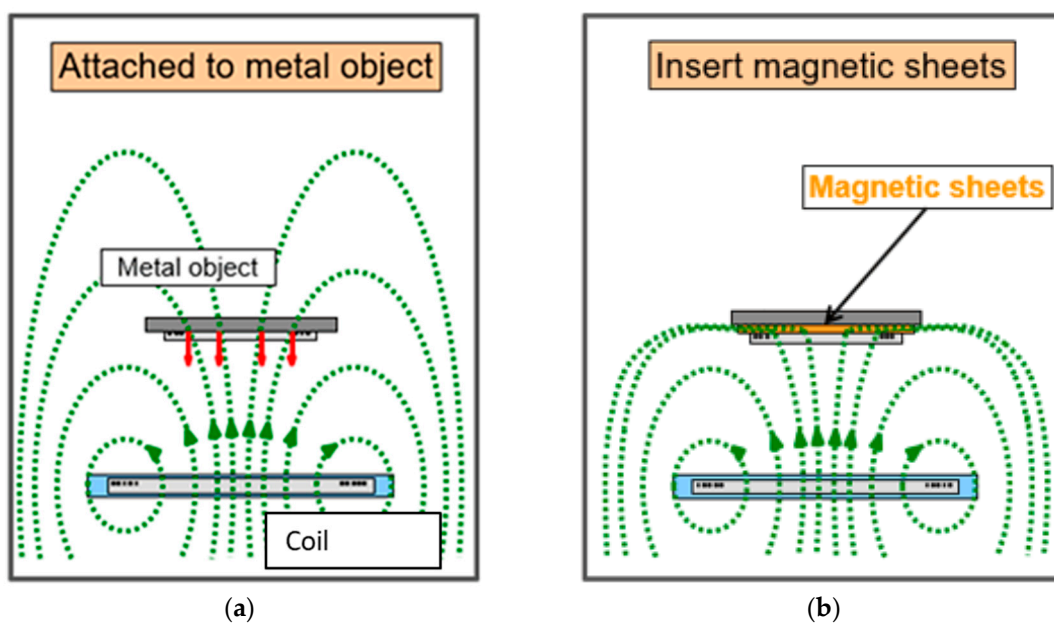 Attached to metal object
Metal object
Coil
(a)
Insert magnetic sheets
Magnetic sheets
(b)